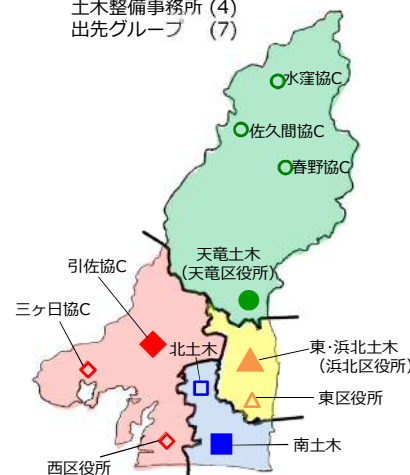 土木整備事務所 (4)
出先グループ (7)
水窪協C
佐久間協C
春野協C
天竜土木
(天竜区役所)
引佐協C
三ヶ日協C
北土木
東･浜北土木
(浜北区役所)
東区役所
南土木
西区役所